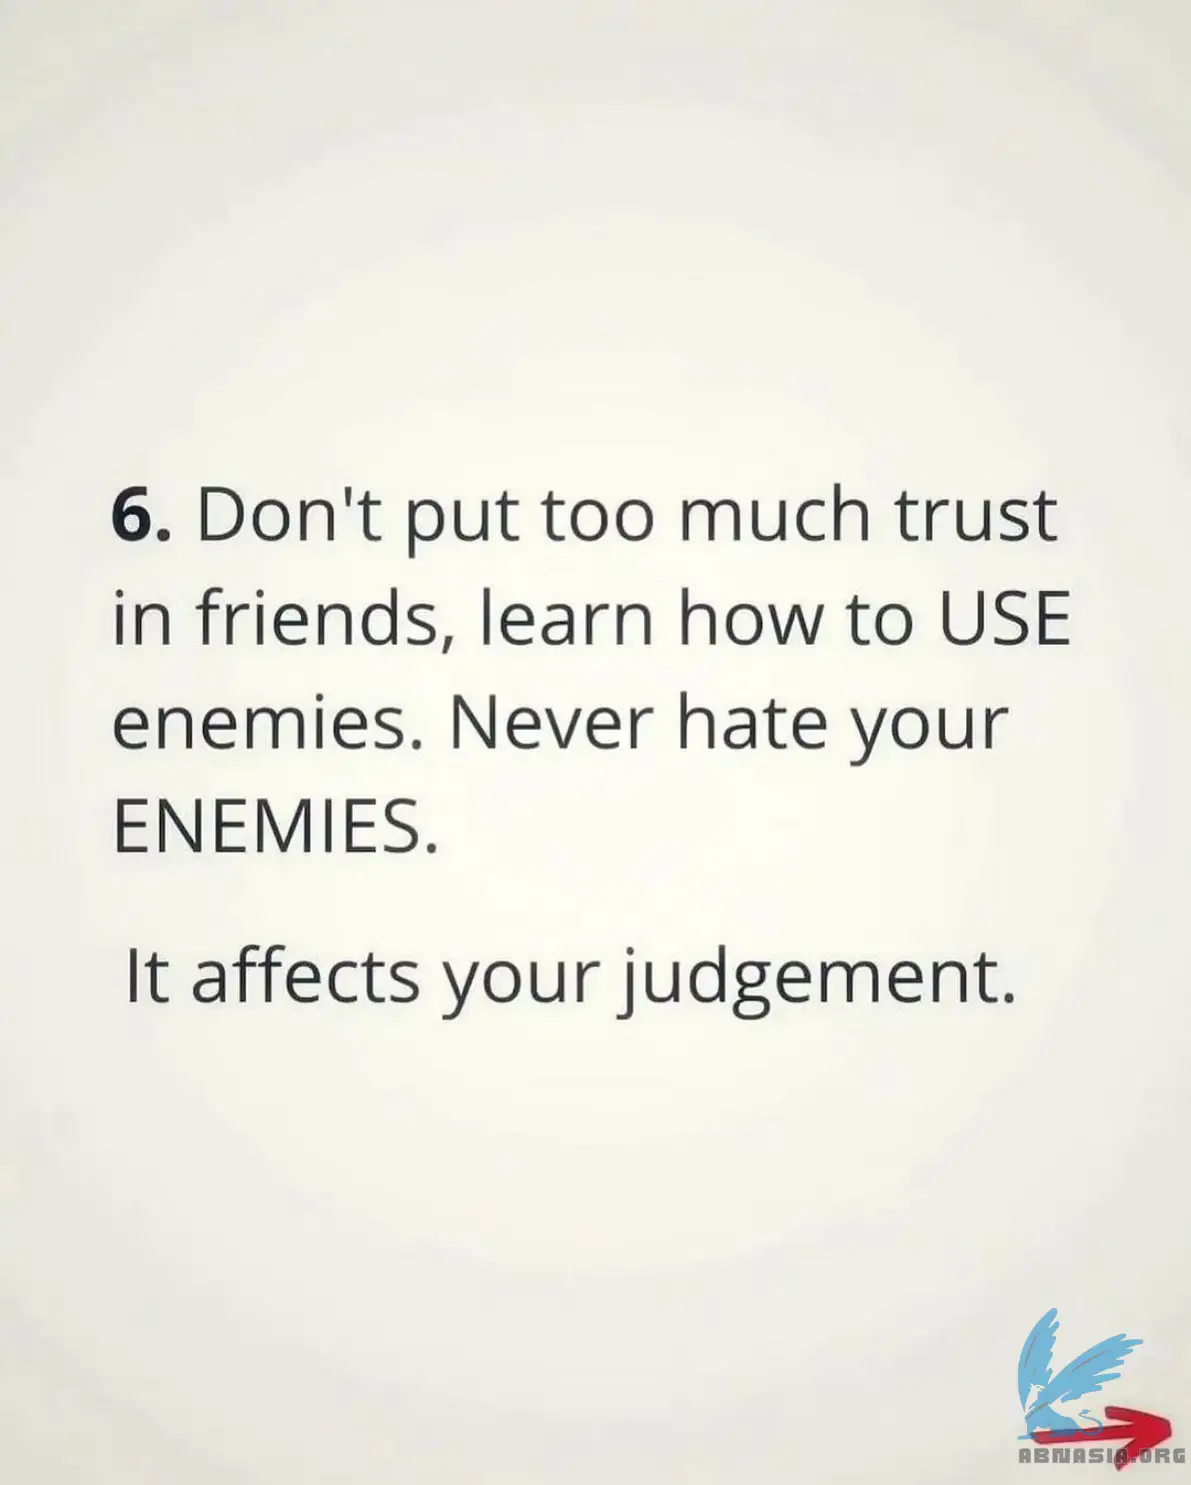 6. Don't put too much trust
in friends, learn how to USE
enemies. Never hate your
ENEMIES.
It affects your judgement.
ABNASIA.ORG